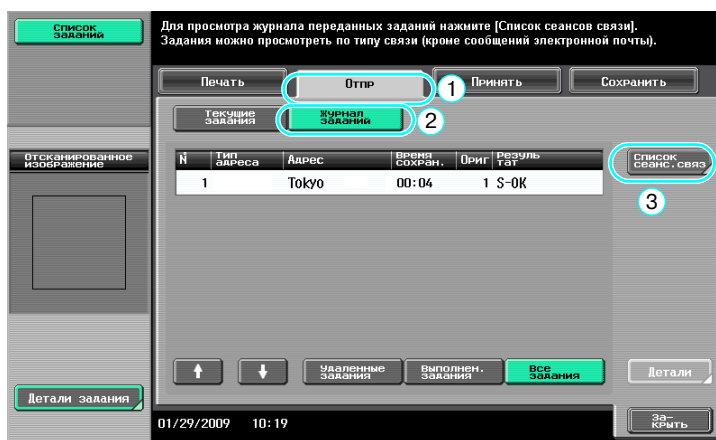 Список
заданий
Для просмотра журнала переданных заданий нажмите [Список сеансов связи].
Задания можно просмотреть по типу связи (кроме сообщений электронной почты).
Печать
Отпр
Принять
Сохранить
1
Текущие
задания
Журнал
заданий
2
Отсканированное
изображение
N Тип адреса Адрес Время сохран. Ориг Резуль тат
1 Tokyo 00:04 1 S-OK
Список
сеанс.связ
3
Удаленные
задания
Выполнен.
задания
Все
задания
Детали
Детали задания
01/29/2009 10:19
За-
крыть